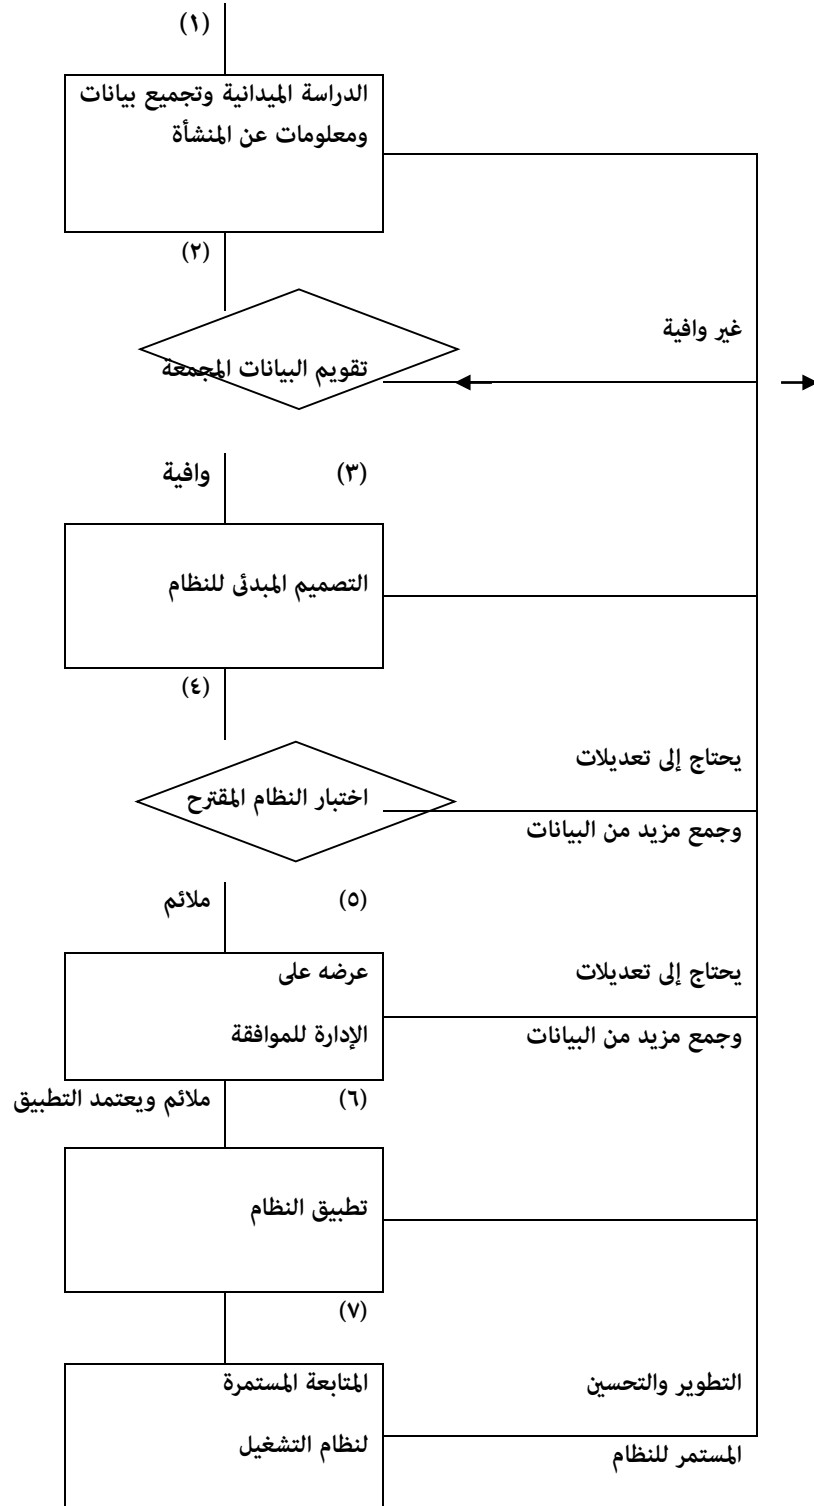 (١)
الدراسة الميدانية وتجميع بيانات
ومعلومات عن المنشأة
(٢)
غير وافية
تقويم البيانات المجمعة
(٣)
وافية
التصميم المبدئى للنظام
(٤)
يحتاج إلى تعديلات
اختبار النظام المقترح
وجمع مزيد من البيانات
(٥)
ملائم
عرضه على
يحتاج إلى تعديلات
الإدارة للموافقة
وجمع مزيد من البيانات
(٦)
ملائم ويعتمد التطبيق
تطبيق النظام
(٧)
المتابعة المستمرة
التطوير والتحسين
لنظام التشغيل
المستمر للنظام